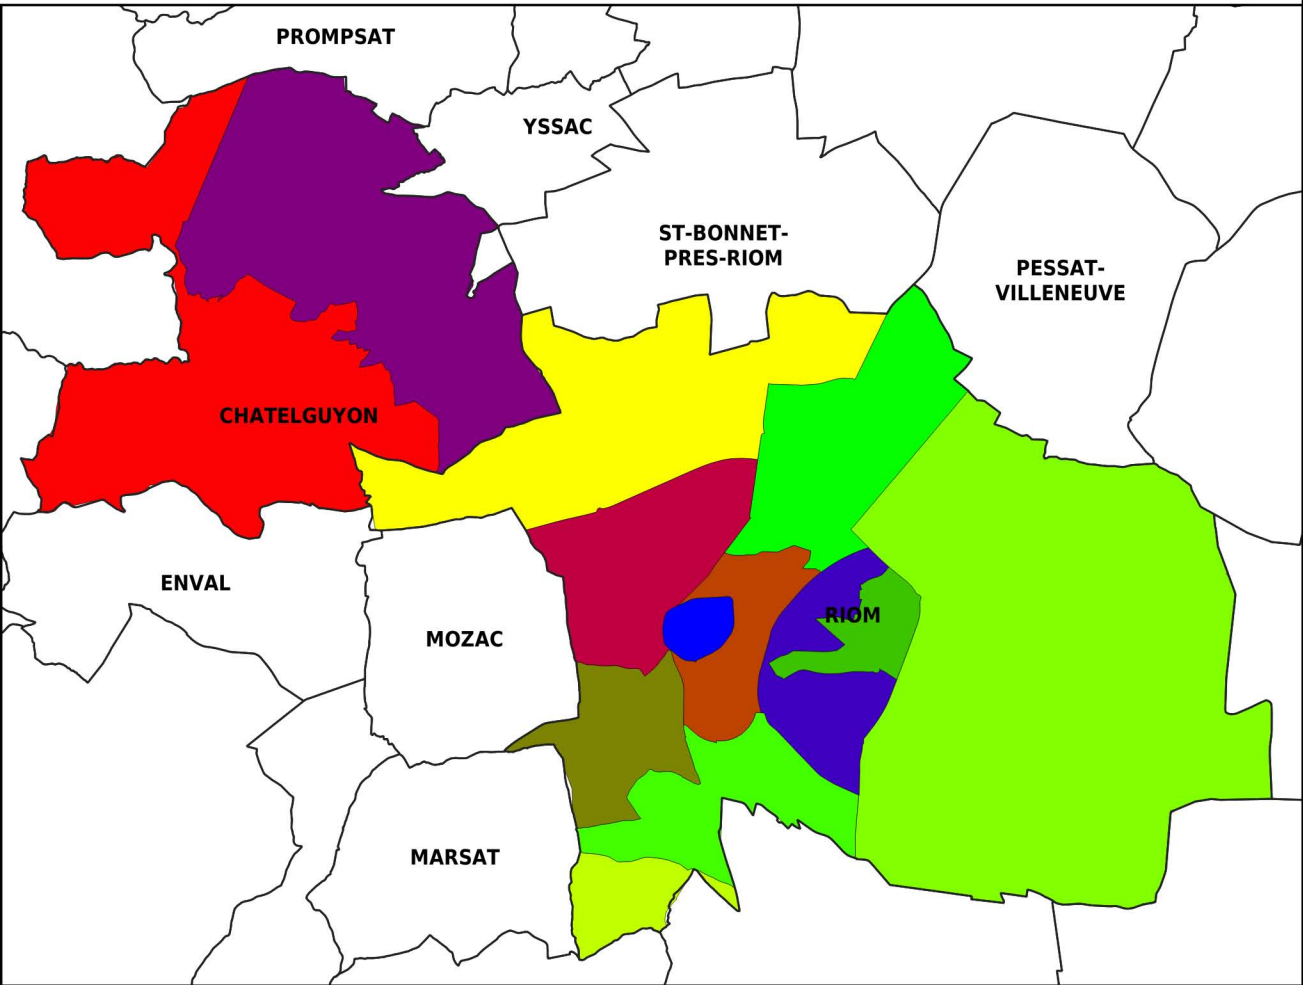 PROMPSAT
YSSAC
ST-BONNET-
PRES-RIOM
PESSAT-
VILLENEUVE
CHATELGUYON
ENVAL
MOZAC
RIOM
MARSAT